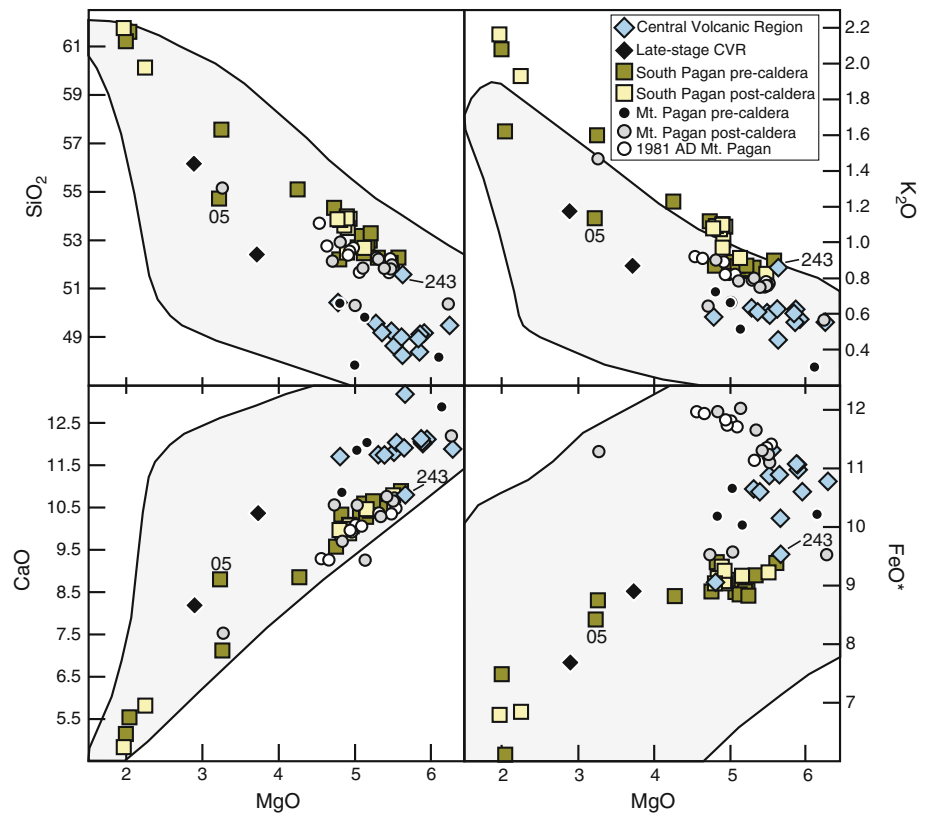 61
59
57
55
53
51
49
SiO2
05
243
2.2
2.0
1.8
1.6
1.4
1.2
1.0
0.8
0.6
0.4
K2O
Central Volcanic Region
Late-stage CVR
South Pagan pre-caldera
South Pagan post-caldera
Mt. Pagan pre-caldera
Mt. Pagan post-caldera
1981 AD Mt. Pagan
05
243
12.5
11.5
10.5
9.5
8.5
7.5
6.5
5.5
CaO
243
05
2 3 4 5 6
MgO
12
11
10
9
8
7
FeO*
243
05
2 3 4 5 6
MgO